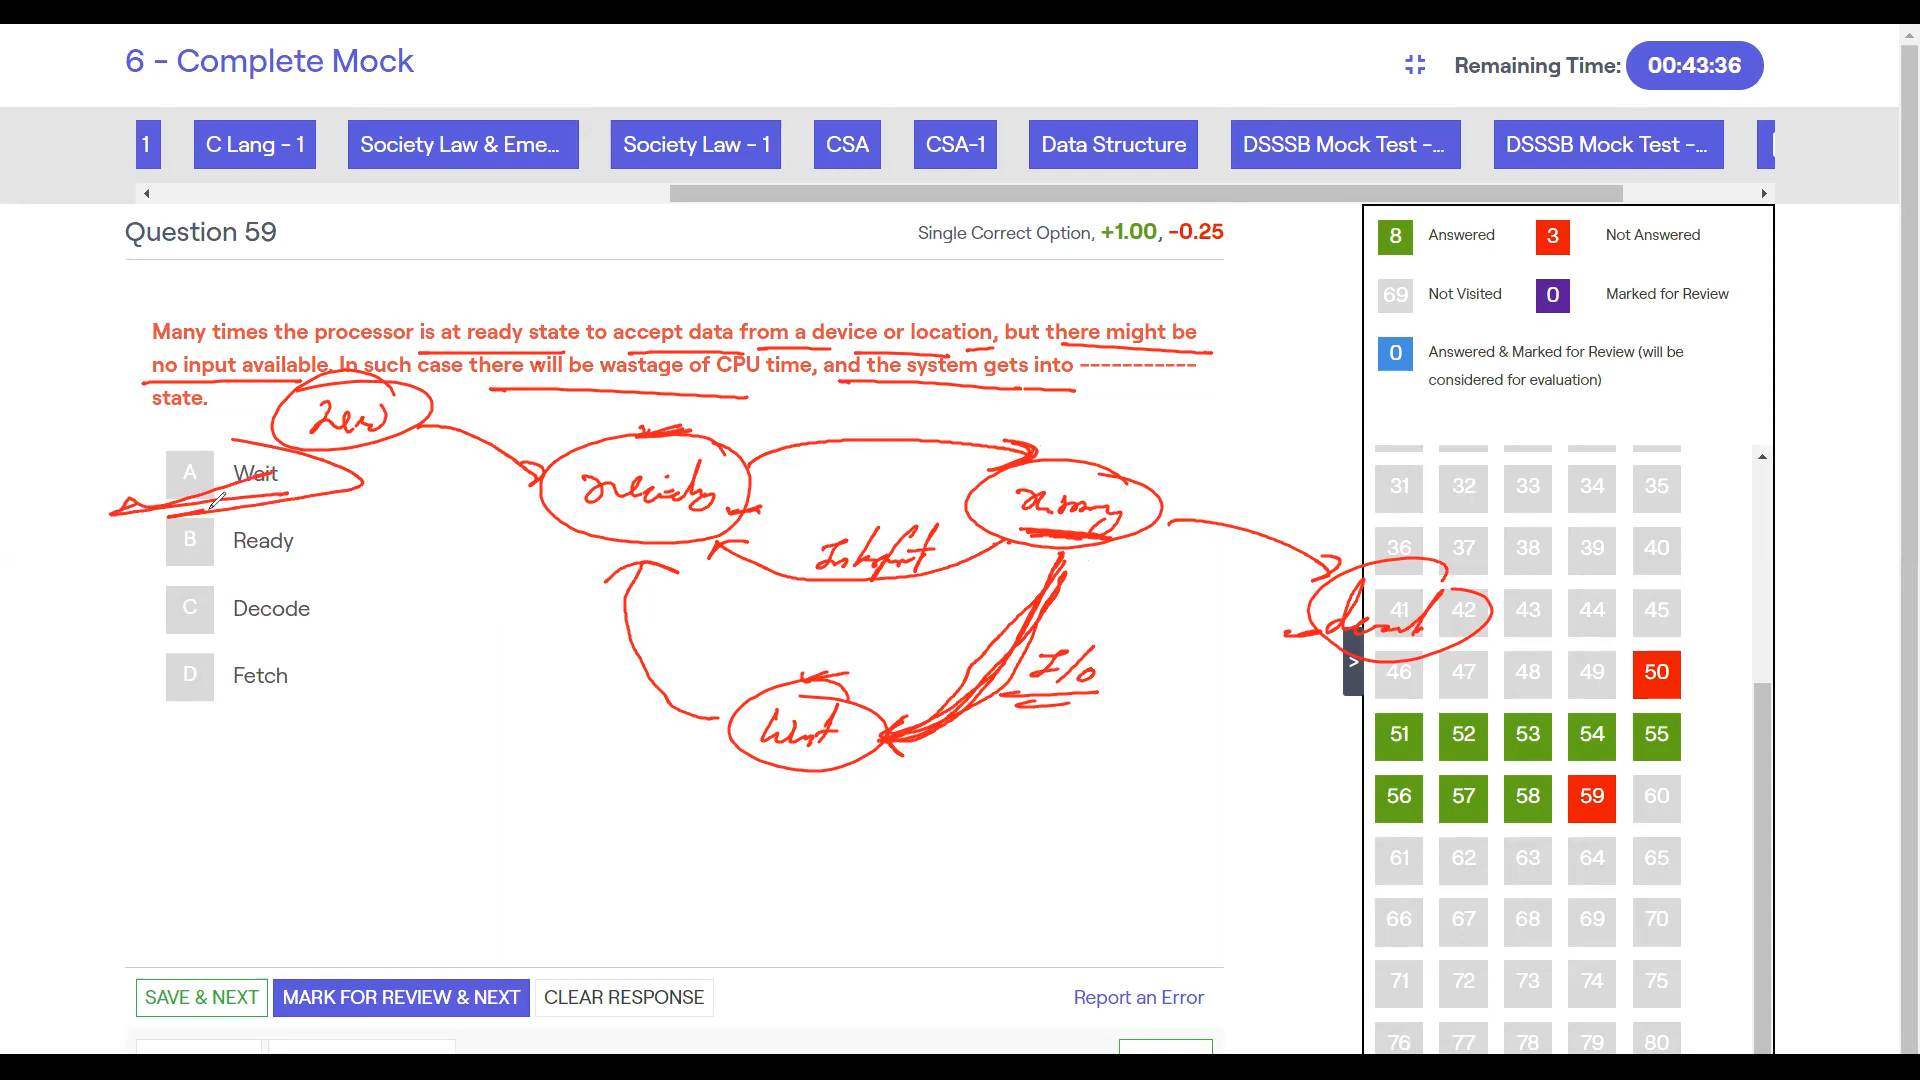 6 - Complete Mock
Remaining Time: 00:43:36
1
C Lang - 1
Society Law & Eme...
Society Law - 1
CSA
CSA-1
Data Structure
DSSSB Mock Test -...
DSSSB Mock Test -...
Question 59
Single Correct Option, +1.00, -0.25
Many times the processor is at ready state to accept data from a device or location, but there might be
no input available. In such case there will be wastage of CPU time, and the system gets into -----------
state.
A Wait
B Ready
C Decode
D Fetch
ready
I/o
SAVE & NEXT
MARK FOR REVIEW & NEXT
CLEAR RESPONSE
Report an Error
8 Answered
3 Not Answered
69 Not Visited
0 Marked for Review
0 Answered & Marked for Review (will be
considered for evaluation)
31 32 33 34 35
36 37 38 39 40
41 42 43 44 45
>
46 47 48 49 50
51 52 53 54 55
56 57 58 59 60
61 62 63 64 65
66 67 68 69 70
71 72 73 74 75
76 77 78 79 80